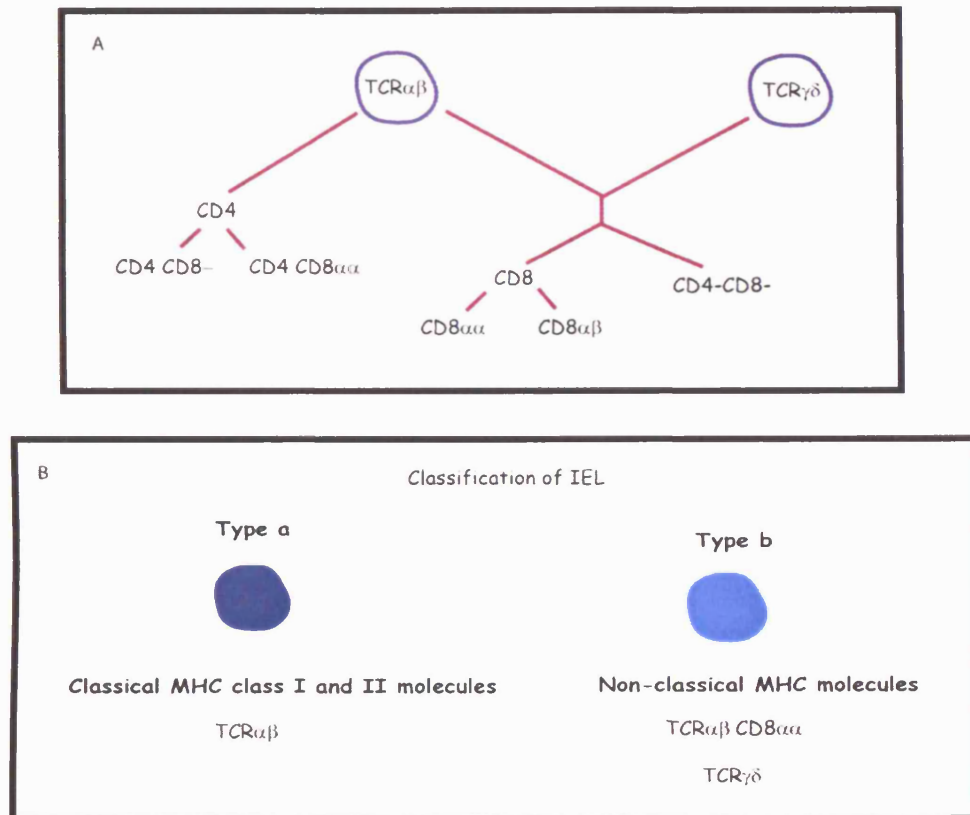 A
TCRαβ
TCRγδ
CD4
CD4 CD8-
CD4 CD8αα
CD8
CD4-CD8-
CD8αα
CD8αβ
B
Classification of IEL
Type a
Type b
Classical MHC class I and II molecules
Non-classical MHC molecules
TCRαβ
TCRαβ CD8αα
TCRγδ